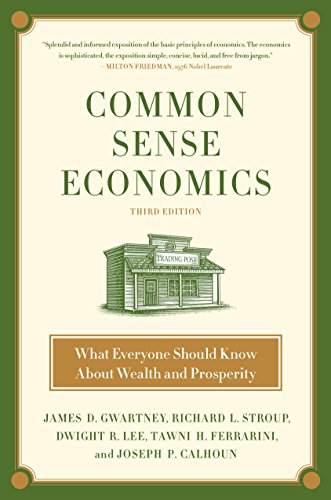 "Splendid and informed exposition of the basic principles of economics. The economics
is sophisticated, the exposition simple, concise, lucid, and free from jargon."
—MILTON FRIEDMAN, 1976 Nobel Laureate
COMMON
SENSE
ECONOMICS
THIRD EDITION
TRADING POST
What Everyone Should Know
About Wealth and Prosperity
JAMES D. GWARTNEY, RICHARD L. STROUP,
DWIGHT R. LEE, TAWNI H. FERRARINI,
and JOSEPH P. CALHOUN